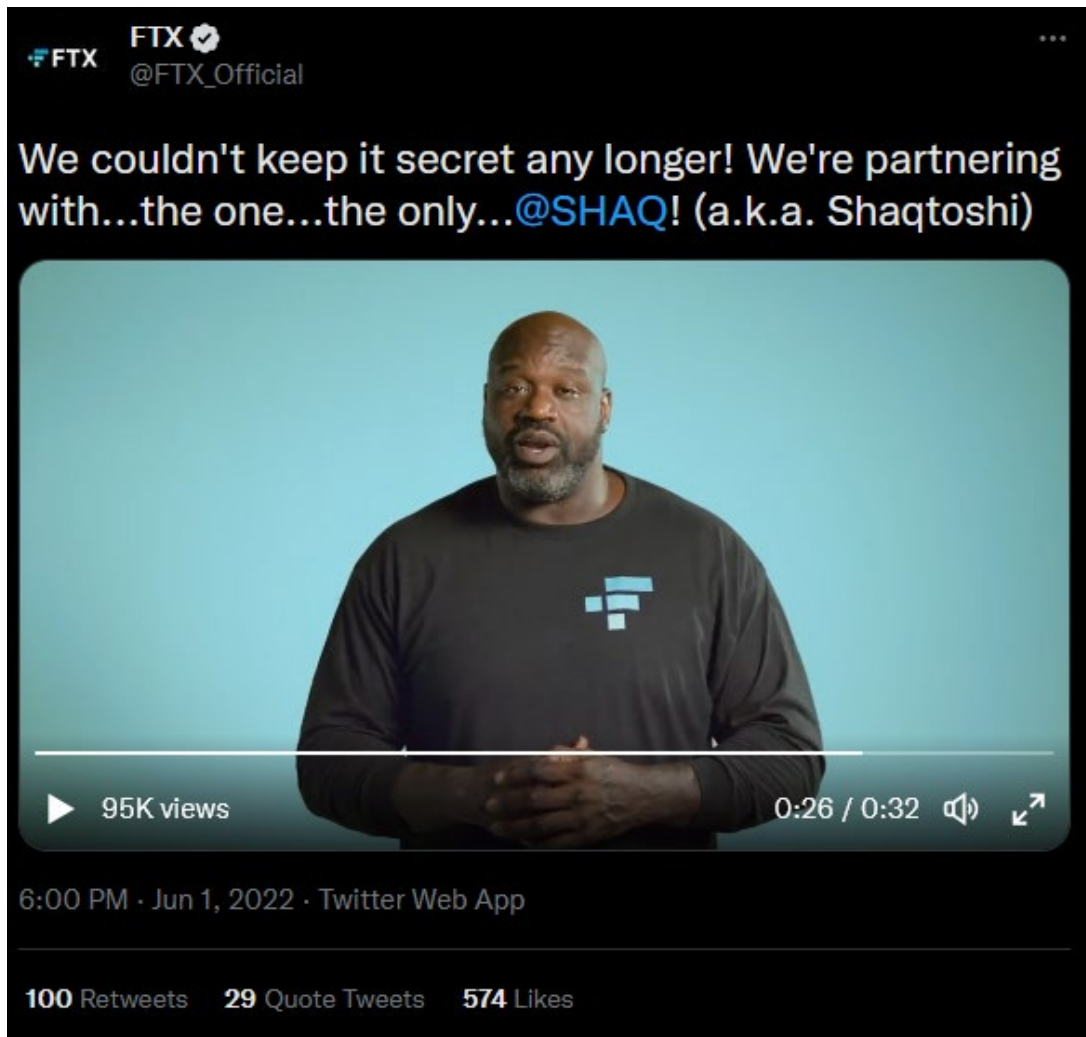 FTX
FTX
@FTX_Official
We couldn't keep it secret any longer! We're partnering
with...the one...the only...@SHAQ! (a.k.a. Shaqtoshi)
95K views
0:26 / 0:32
6:00 PM · Jun 1, 2022 · Twitter Web App
100 Retweets 29 Quote Tweets 574 Likes